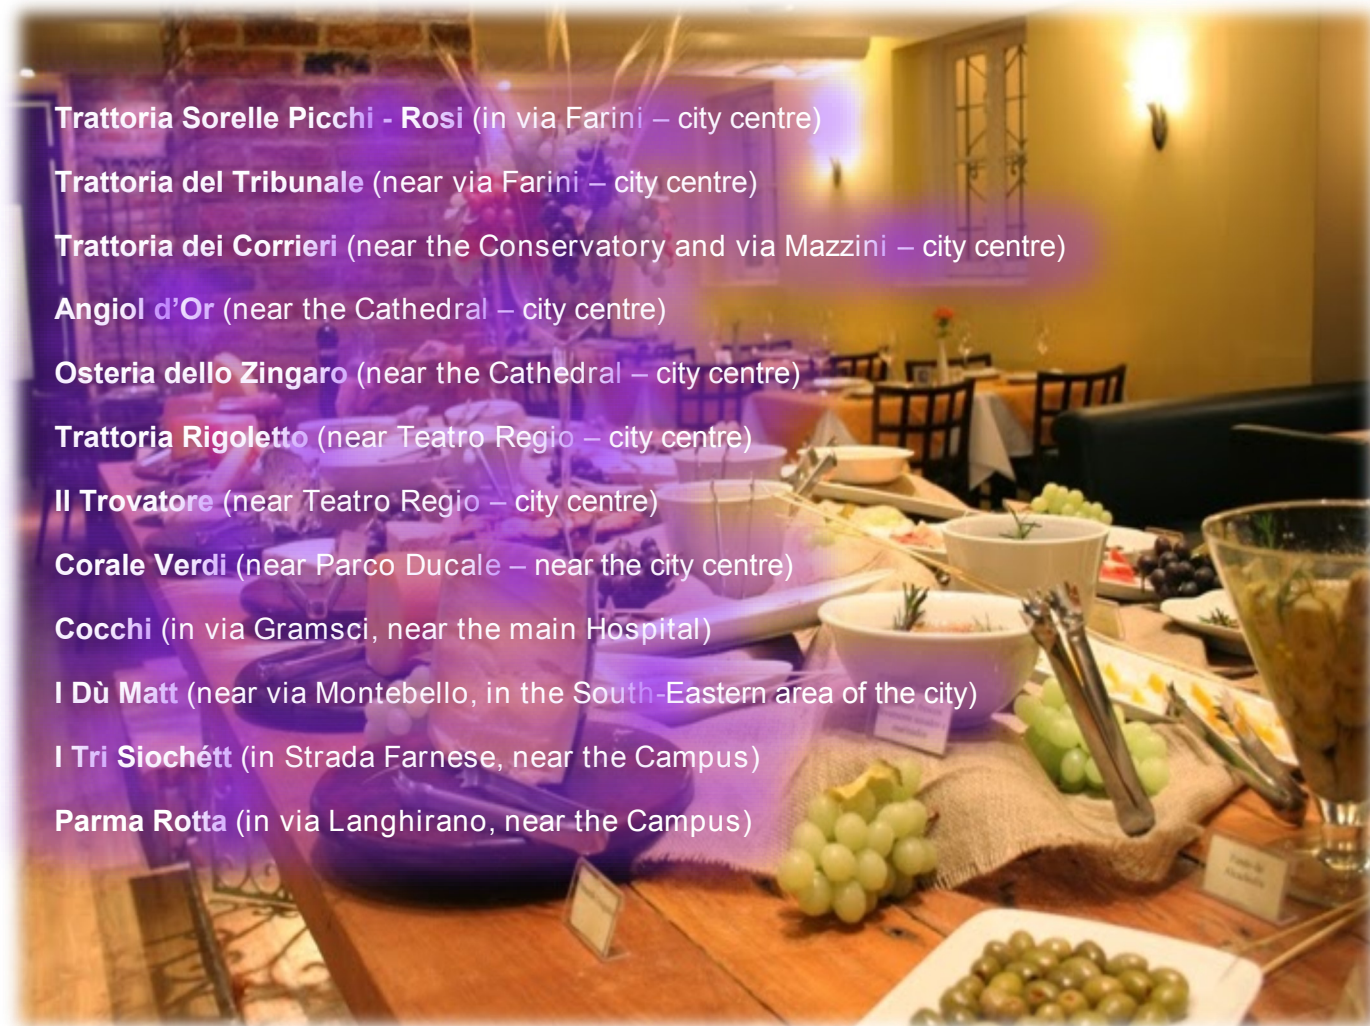 Trattoria Sorelle Picchi - Rosi (in via Farini – city centre)
Trattoria del Tribunale (near via Farini – city centre)
Trattoria dei Corrieri (near the Conservatory and via Mazzini – city centre)
Angiol d’Or (near the Cathedral – city centre)
Osteria dello Zingaro (near the Cathedral – city centre)
Trattoria Rigoletto (near Teatro Regio – city centre)
Il Trovatore (near Teatro Regio – city centre)
Corale Verdi (near Parco Ducale – near the city centre)
Cocchi (in via Gramsci, near the main Hospital)
I Dù Matt (near via Montebello, in the South-Eastern area of the city)
I Tri Siochétt (in Strada Farnese, near the Campus)
Parma Rotta (in via Langhirano, near the Campus)